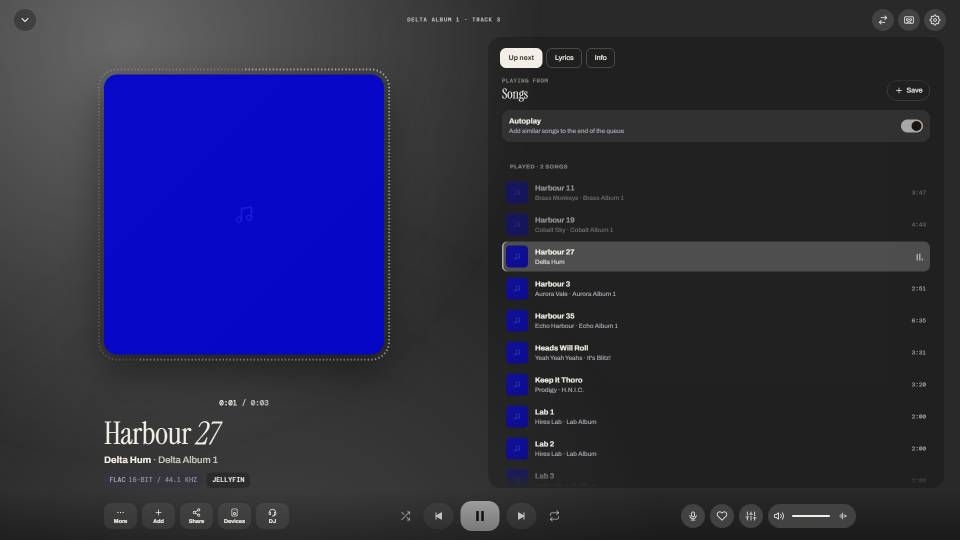 DELTA ALBUM 1 - TRACK 3
0:01 / 0:03
Harbour 27
Delta Hum · Delta Album 1
FLAC 16-BIT / 44.1 KHZ
JELLYFIN
More
Add
Share
Devices
DJ
Up next
Lyrics
Info
PLAYING FROM
Songs
+ Save
Autoplay
Add similar songs to the end of the queue
PLAYED · 2 SONGS
Harbour 11
Brass Monkeys · Brass Album 1
3:47
Harbour 19
Cobalt Sky · Cobalt Album 1
4:43
Harbour 27
Delta Hum
Harbour 3
Aurora Vale · Aurora Album 1
2:51
Harbour 35
Echo Harbour · Echo Album 1
6:35
Heads Will Roll
Yeah Yeah Yeahs · It's Blitz!
3:31
Keep It Thoro
Prodigy · H.N.I.C.
3:20
Lab 1
Hires Lab · Lab Album
2:00
Lab 2
Hires Lab · Lab Album
2:00
Lab 3